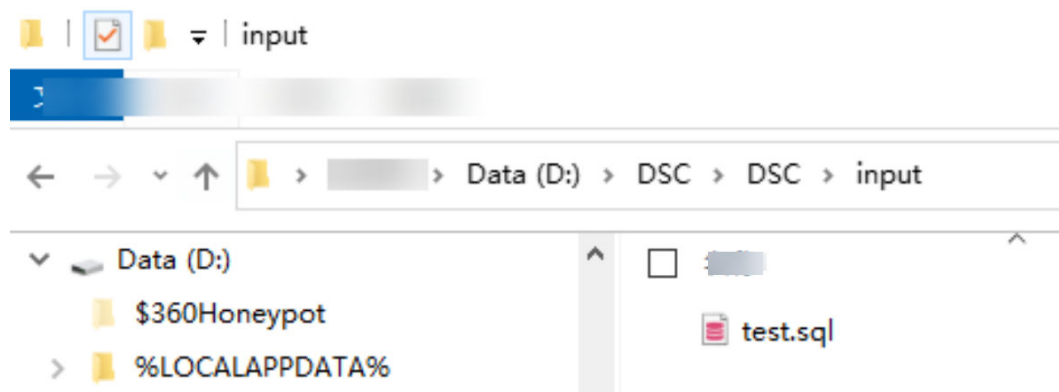 input
Data (D:) > DSC > DSC > input
Data (D:)
$360Honeypot
test.sql
%LOCALAPPDATA%